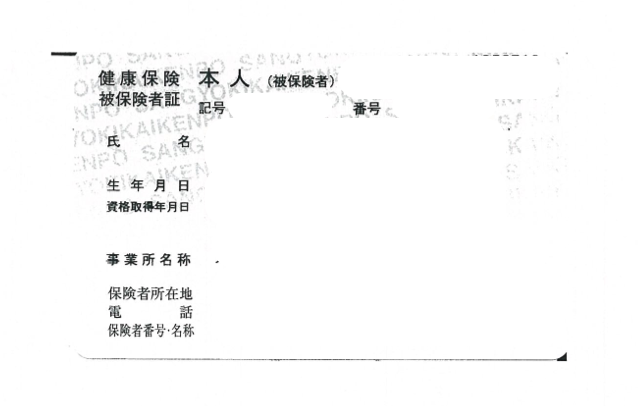 健康保険 本人 (被保険者)
被保険者証
記号 番号
氏名
生年月日
資格取得年月日
事業所名称
保険者所在地
電話
保険者番号・名称